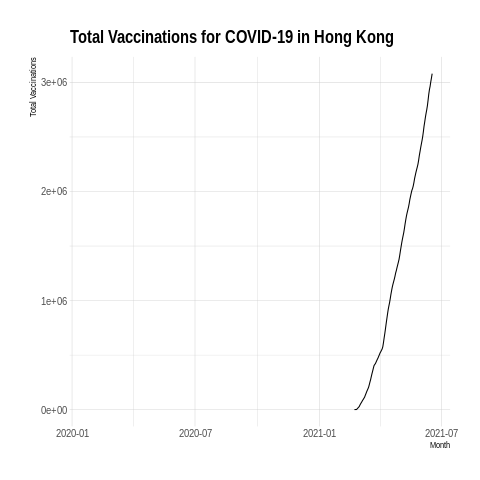 Total Vaccinations for COVID-19 in Hong Kong
Total Vaccinations
3e+06
2e+06
1e+06
0e+00
2020-01 2020-07 2021-01 2021-07
Month